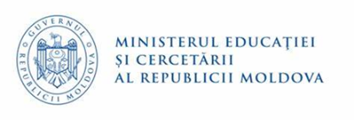 GUVERNUL
REPUBLICII MOLDOVA
MINISTERUL EDUCAȚIEI
ȘI CERCETĂRII
AL REPUBLICII MOLDOVA